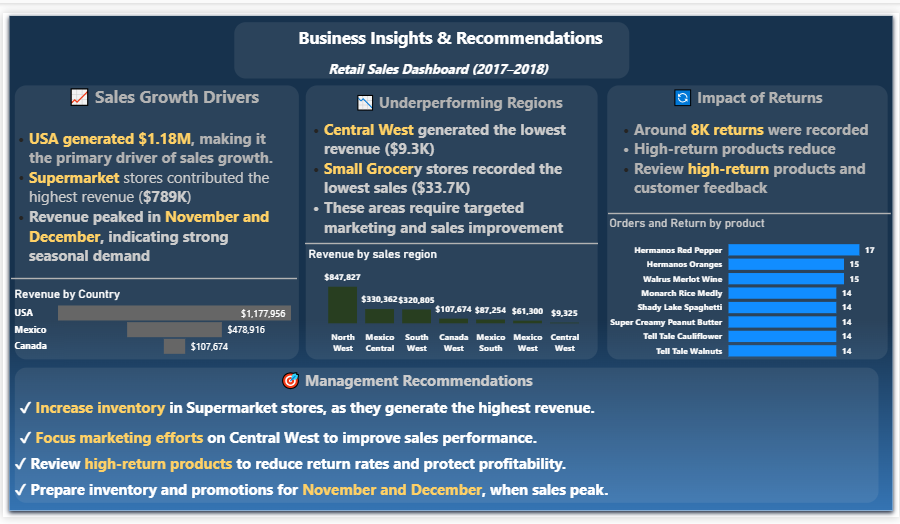 Business Insights & Recommendations
Retail Sales Dashboard (2017–2018)
Sales Growth Drivers
• USA generated $1.18M, making it
the primary driver of sales growth.
• Supermarket stores contributed the
highest revenue ($789K)
• Revenue peaked in November and
December, indicating strong
seasonal demand
Revenue by Country
USA $1,177,956
Mexico $478,916
Canada $107,674
Underperforming Regions
• Central West generated the lowest
revenue ($9.3K)
• Small Grocery stores recorded the
lowest sales ($33.7K)
• These areas require targeted
marketing and sales improvement
Revenue by sales region
$847,827 $330,362 $320,805 $107,674 $87,254 $61,300 $9,325
North West Mexico Central South West Canada West Mexico South Mexico West Central West
Impact of Returns
• Around 8K returns were recorded
• High-return products reduce
• Review high-return products and
customer feedback
Orders and Return by product
Hermanos Red Pepper 17
Hermanos Oranges 15
Walrus Merlot Wine 15
Monarch Rice Medly 14
Shady Lake Spaghetti 14
Super Creamy Peanut Butter 14
Tell Tale Cauliflower 14
Tell Tale Walnuts 14
Management Recommendations
✓ Increase inventory in Supermarket stores, as they generate the highest revenue.
✓ Focus marketing efforts on Central West to improve sales performance.
✓ Review high-return products to reduce return rates and protect profitability.
✓ Prepare inventory and promotions for November and December, when sales peak.